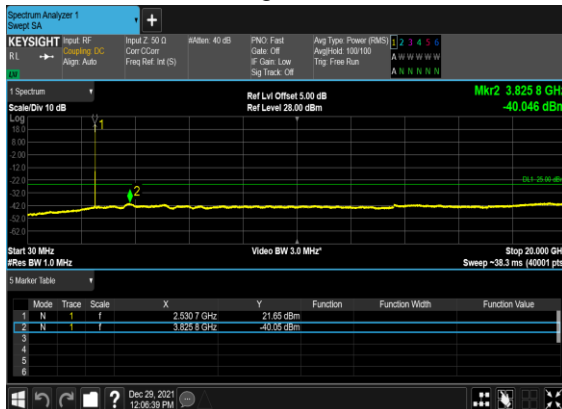 Spectrum Analyzer 1
Swept SA
KEYSIGHT Input: RF Input Z: 50 Ω #Atten: 40 dB PNO: Fast Avg Type: Power (RMS) 1 2 3 4 5 6
RL Coupling: DC Corr CCorr Gate: Off Avg|Hold: 100/100 A W W W W W
Align: Auto Freq Ref: Int (S) IF Gain: Low Trig: Free Run
Sig Track: Off A N N N N N
1 Spectrum Ref Lvl Offset 5.00 dB Mkr2 3.825 8 GHz
Scale/Div 10 dB Ref Level 28.00 dBm -40.046 dBm
Log
18.0
8.00
-2.00
-12.0
-22.0
-32.0
-42.0
-52.0
-62.0
1
2
DL1 -25.00 dBm
Start 30 MHz Video BW 3.0 MHz* Stop 20.000 GHz
#Res BW 1.0 MHz Sweep ~38.3 ms (40001 pts)
5 Marker Table
Mode Trace Scale X Y Function Function Width Function Value
1 N 1 f 2.530 7 GHz 21.65 dBm
2 N 1 f 3.825 8 GHz -40.05 dBm
3
4
5
6
? Dec 29, 2021
12:06:39 PM